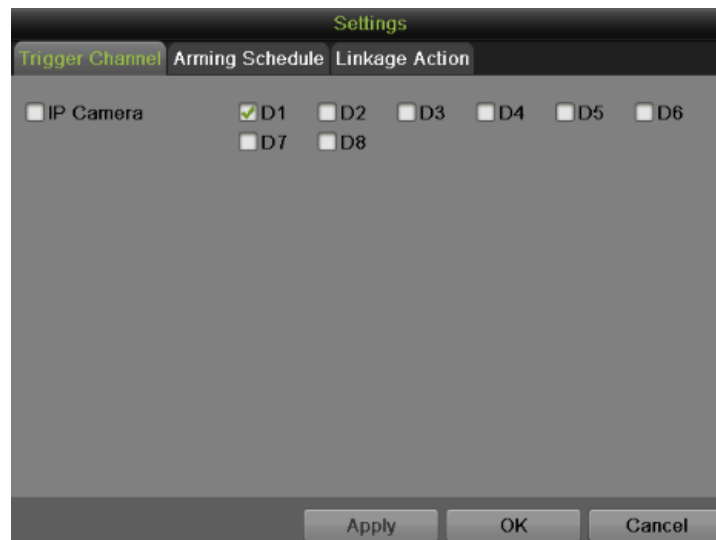 Settings
Trigger Channel Arming Schedule Linkage Action
IP Camera D1 D2 D3 D4 D5 D6
D7 D8
Apply OK Cancel